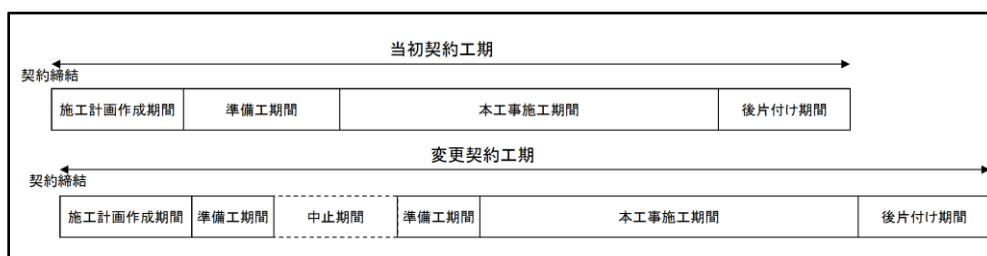 当初契約工期
契約締結
施工計画作成期間 準備工期間 本工事施工期間 後片付け期間
変更契約工期
契約締結
施工計画作成期間 準備工期間 中止期間 準備工期間 本工事施工期間 後片付け期間